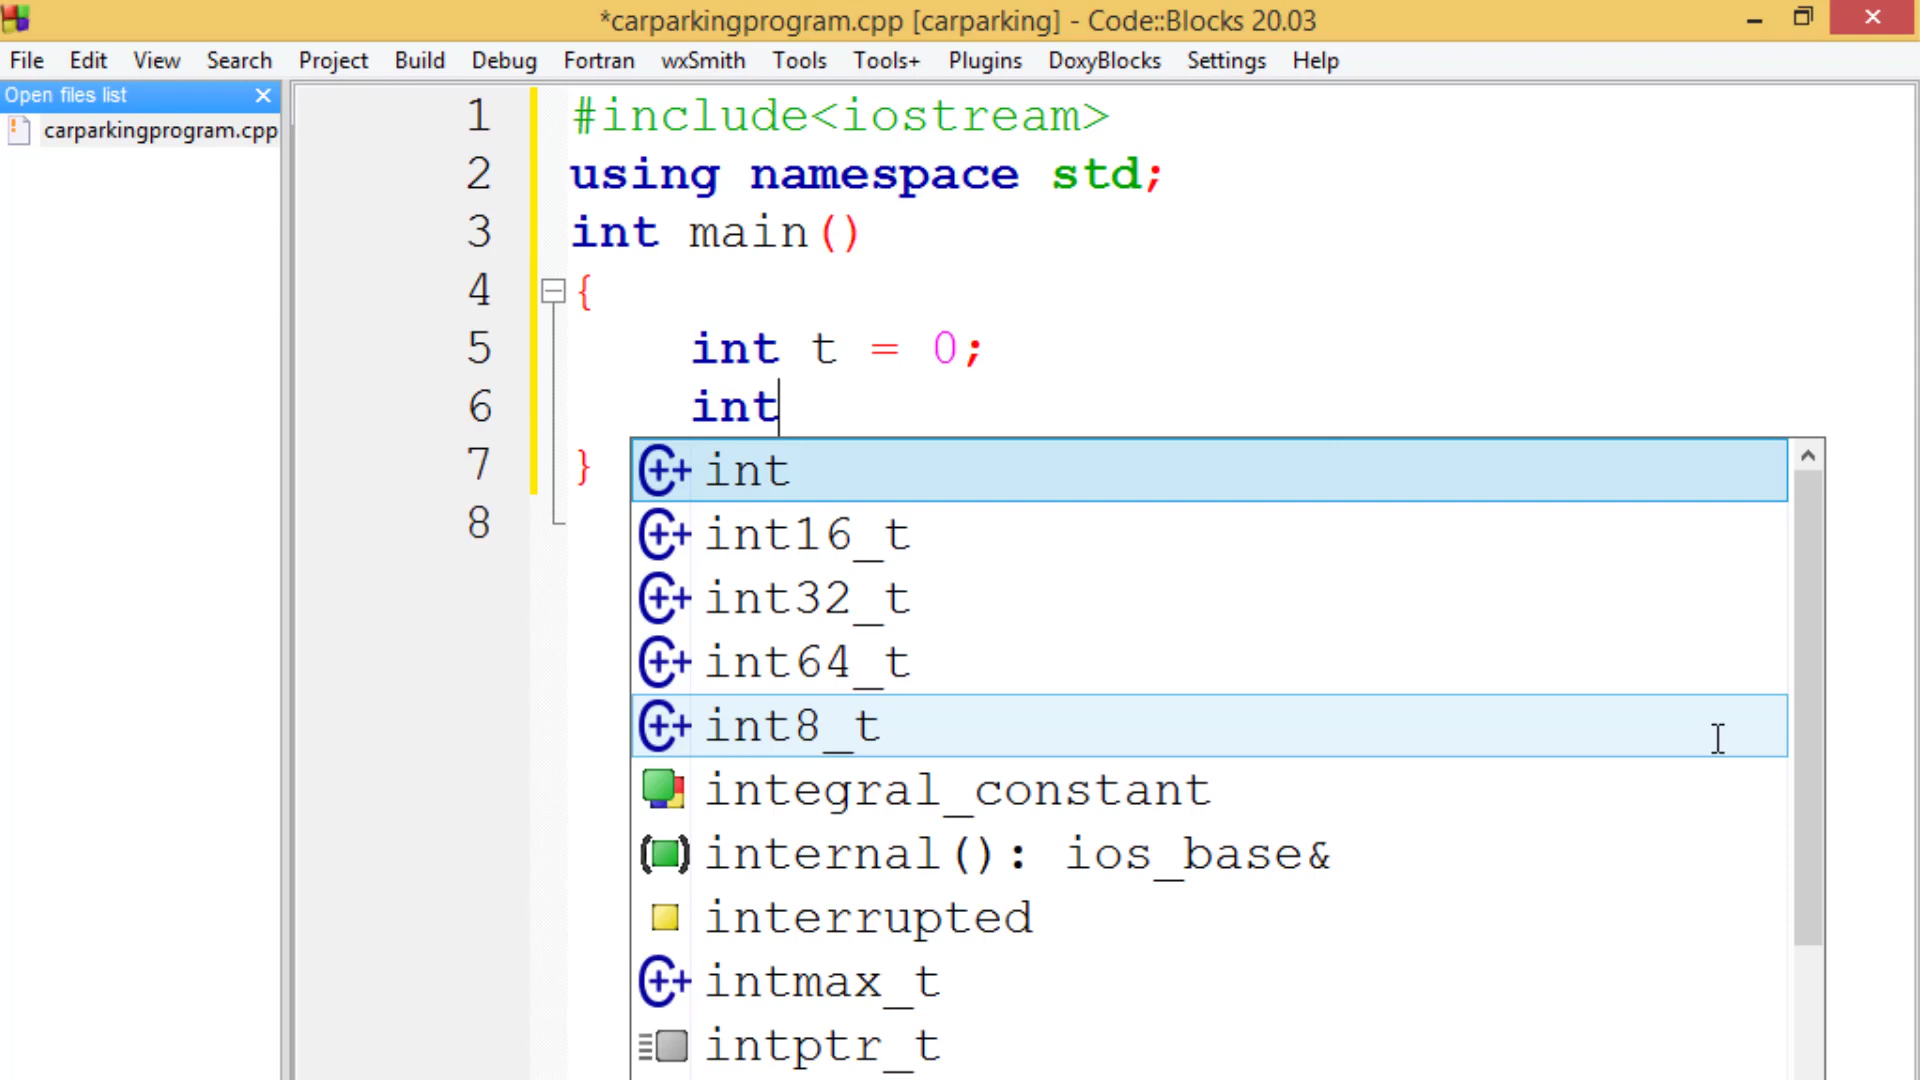 *carparkingprogram.cpp [carparking] - Code::Blocks 20.03
File Edit View Search Project Build Debug Fortran wxSmith Tools Tools+ Plugins DoxyBlocks Settings Help
Open files list
carparkingprogram.cpp
1 #include<iostream>
2 using namespace std;
3 int main()
4 {
5 int t = 0;
6 int
7 }
8
int
int16_t
int32_t
int64_t
int8_t
integral_constant
internal(): ios_base&
interrupted
intmax_t
intptr_t